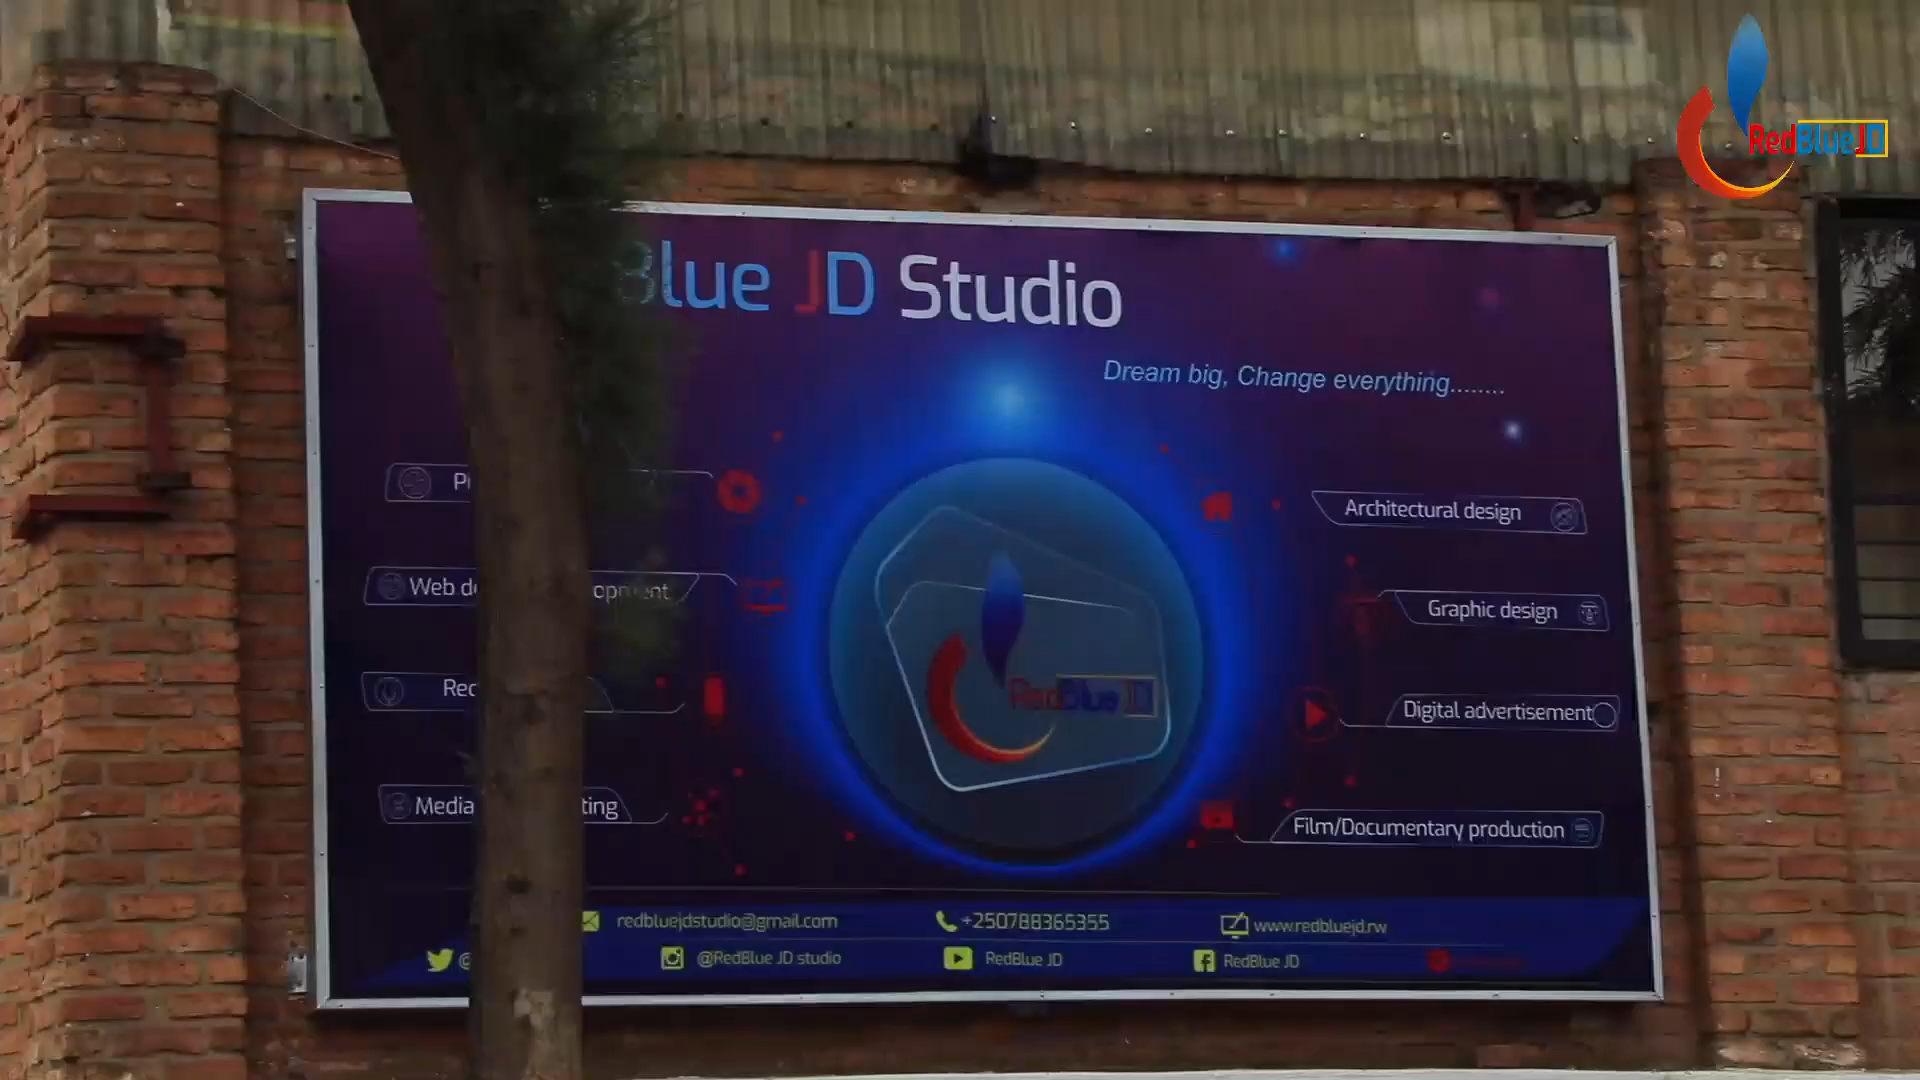 RedBlueJD
Blue JD Studio
Dream big, Change everything........
Architectural design
Web
Graphic design
RedBlue JD
Digital advertisement
Media
Film/Documentary production
redbluejdstudio@gmail.com +250788365355 www.redbluejd.rw
@RedBlue JD studio RedBlue JD RedBlue JD